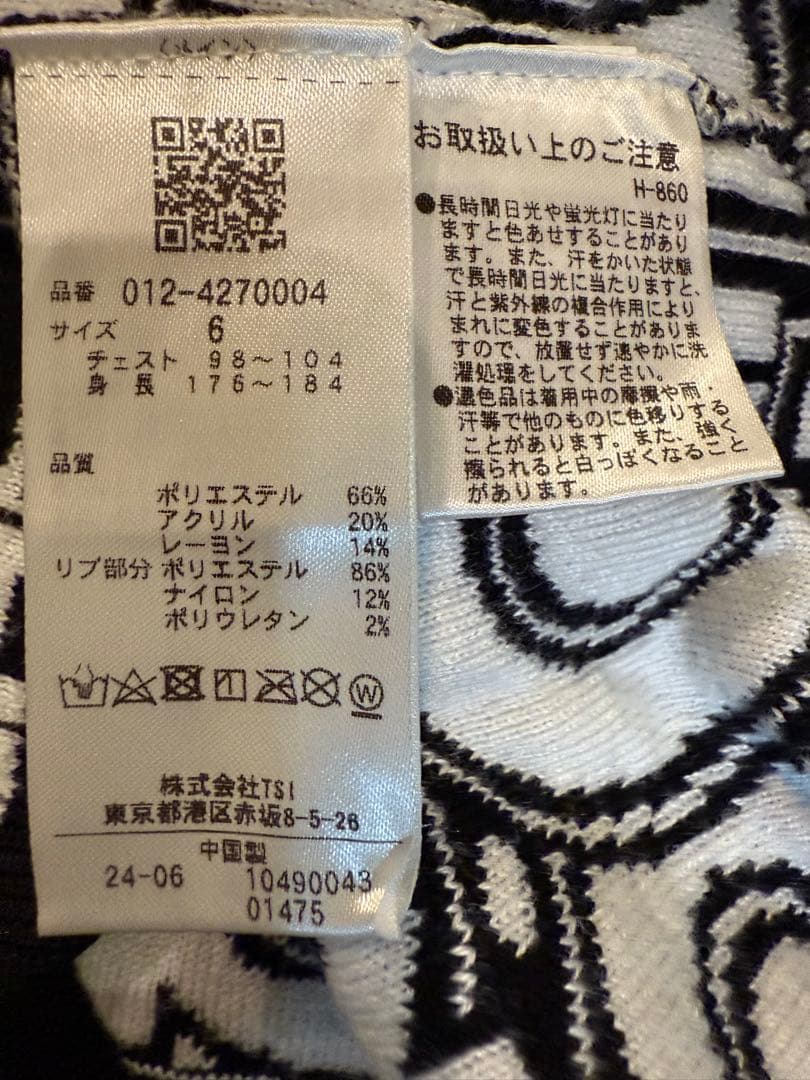 品番 012-4270004
サイズ 6
チェスト 98～104
身長 176～184
品質
ポリエステル 66%
アクリル 20%
レーヨン 14%
リブ部分 ポリエステル 86%
ナイロン 12%
ポリウレタン 2%
W
株式会社TSI
東京都港区赤坂8-5-26
中国製
24-06 10490043
01475
お取扱い上のご注意
H-860
●長時間日光や蛍光灯に当たり
ますと色あせすることがあり
ます。また、汗をかいた状態
で長時間日光に当たりますと、
汗と紫外線の複合作用により
まれに変色することがありま
すので、放置せず速やかに洗
濯処理をしてください。
●濃色品は着用中の摩擦や雨・
汗等で他のものに色移りする
ことがあります。また、強く
擦られると白っぽくなること
があります。